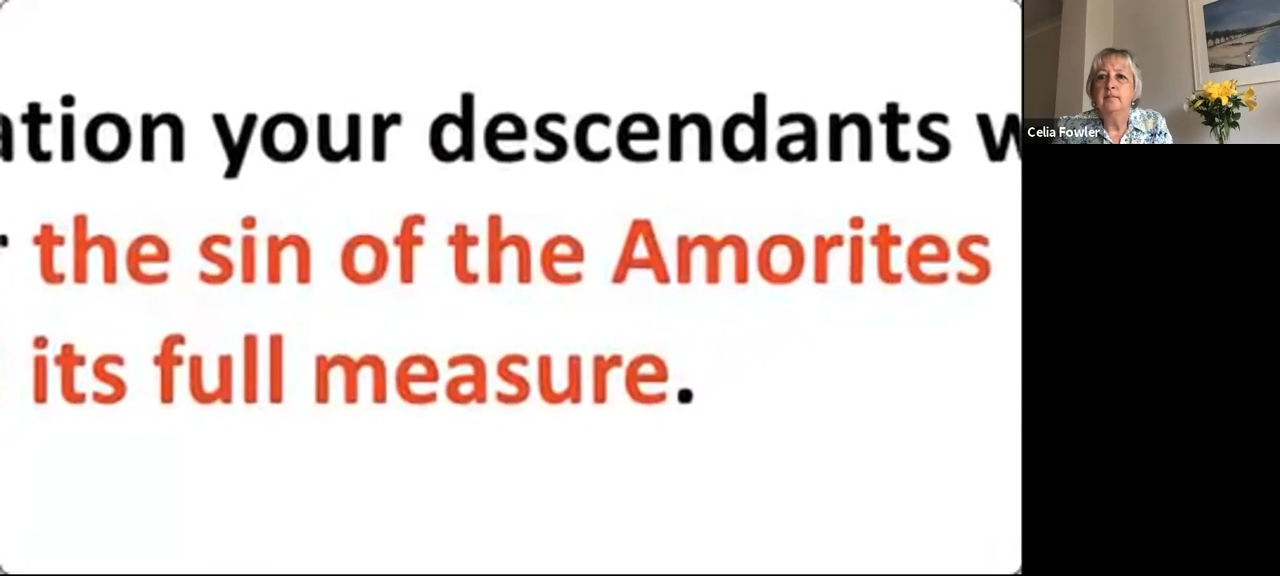 ation your descendants w
the sin of the Amorites
its full measure.
Celia Fowler